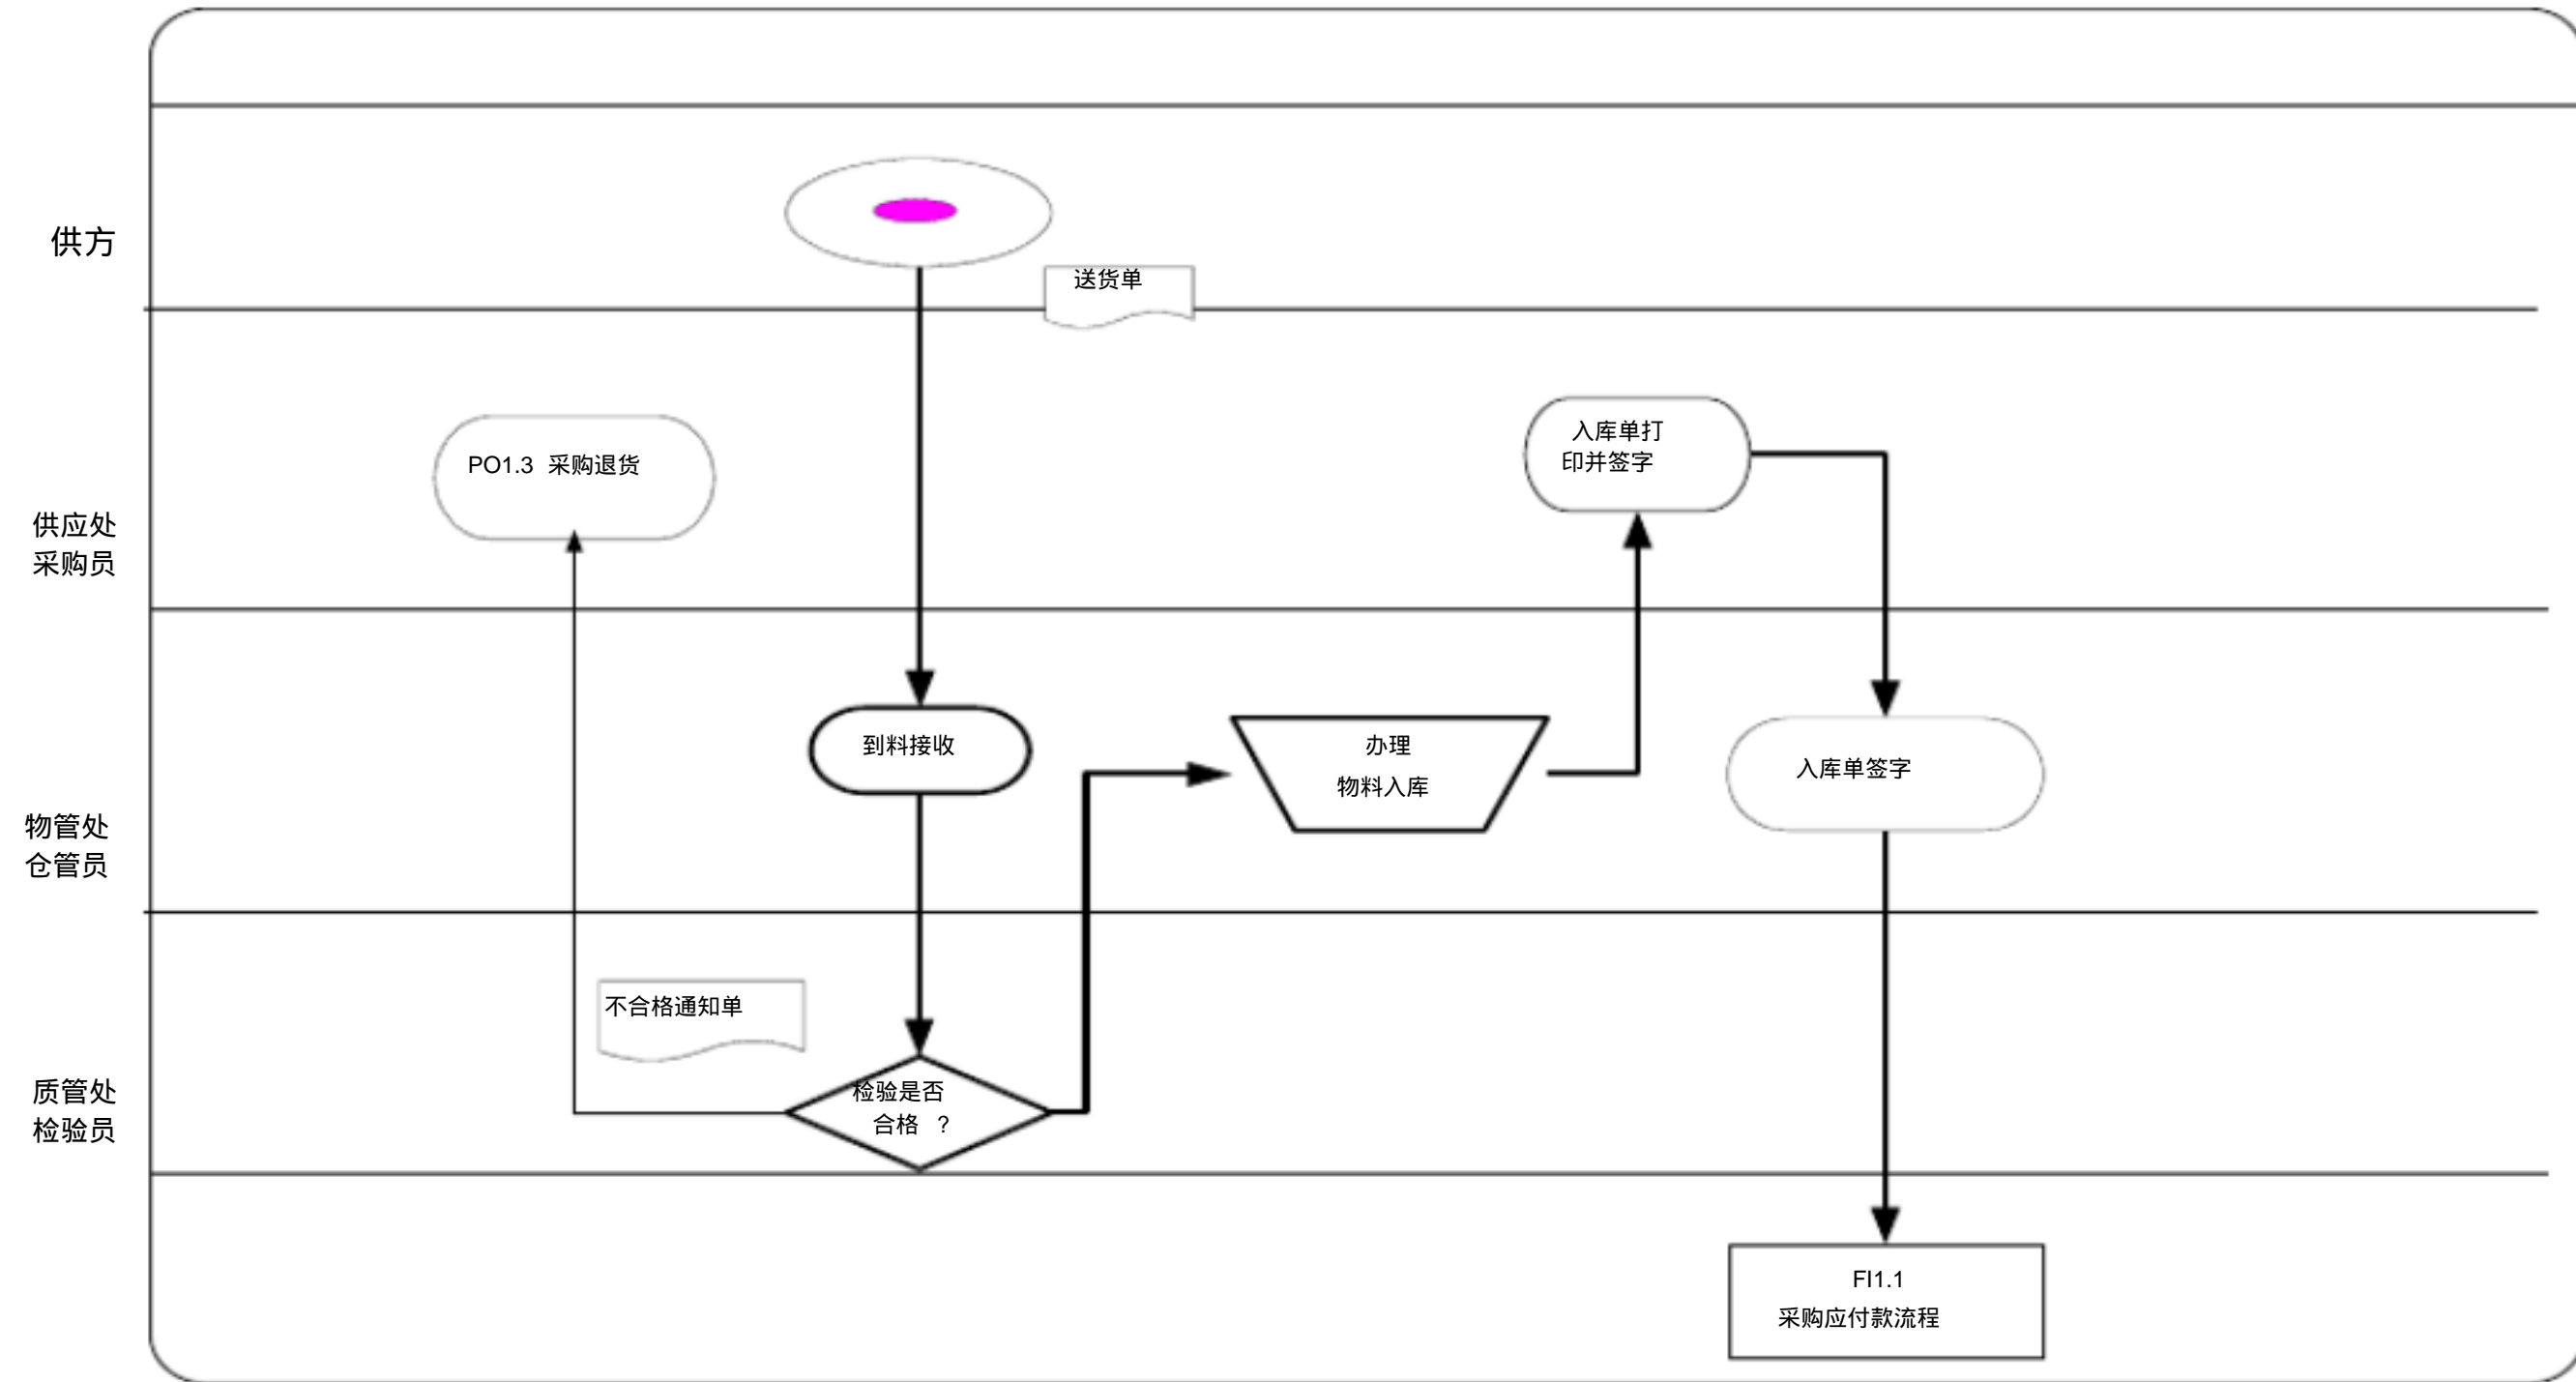 供方
送货单
PO1.3 采购退货
入库单打
印并签字
供应处
采购员
到料接收
办理
物料入库
入库单签字
物管处
仓管员
不合格通知单
检验是否
合格 ?
质管处
检验员
FI1.1
采购应付款流程